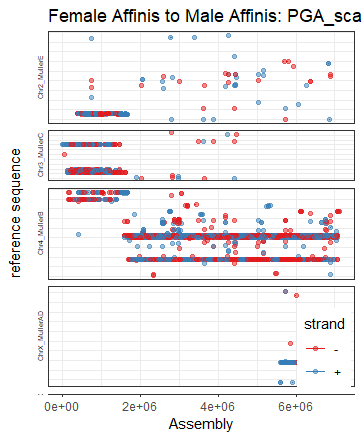 Female Affinis to Male Affinis: PGA_sca
reference sequence
Chr2_MullerE
Chr3_MullerC
Chr4_MullerB
ChrX_MullerAD
strand
-
+
0e+00 2e+06 4e+06 6e+06
Assembly